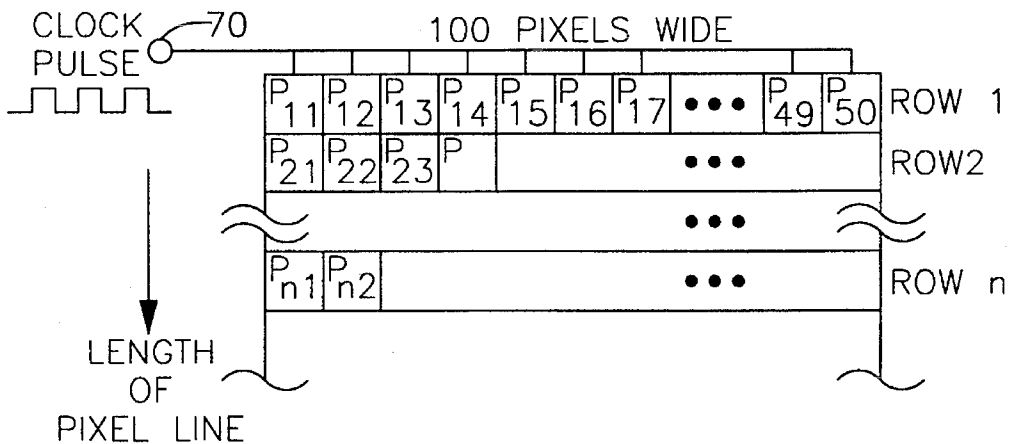 CLOCK PULSE 70
100 PIXELS WIDE
P11 P12 P13 P14 P15 P16 P17 ••• P49 P50 ROW 1
P21 P22 P23 P ••• ROW2
•••
Pn1 Pn2 ••• ROW n
LENGTH
OF
PIXEL LINE